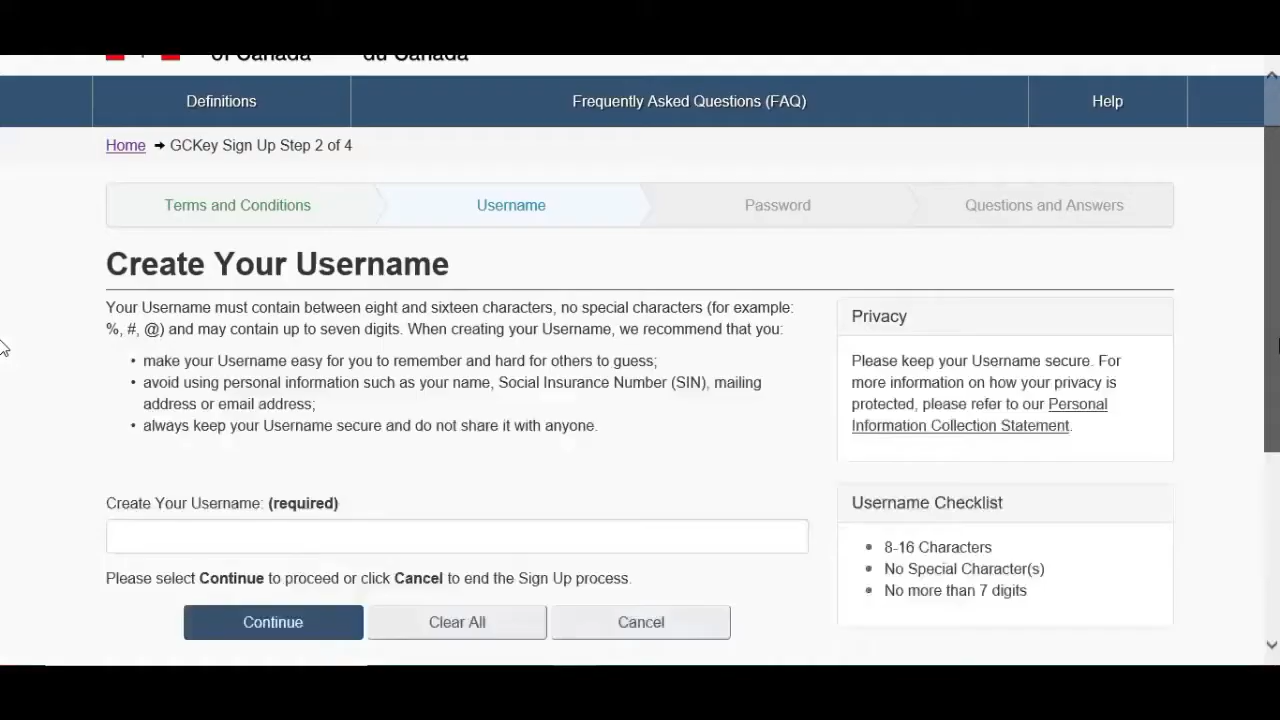 of Canada du Canada
Definitions Frequently Asked Questions (FAQ) Help
Home → GCKey Sign Up Step 2 of 4
Terms and Conditions Username Password Questions and Answers
Create Your Username
Your Username must contain between eight and sixteen characters, no special characters (for example:
%, #, @) and may contain up to seven digits. When creating your Username, we recommend that you:
• make your Username easy for you to remember and hard for others to guess;
• avoid using personal information such as your name, Social Insurance Number (SIN), mailing
address or email address;
• always keep your Username secure and do not share it with anyone.
Create Your Username: (required)
Please select Continue to proceed or click Cancel to end the Sign Up process.
Continue Clear All Cancel
Privacy
Please keep your Username secure. For
more information on how your privacy is
protected, please refer to our Personal
Information Collection Statement.
Username Checklist
• 8-16 Characters
• No Special Character(s)
• No more than 7 digits